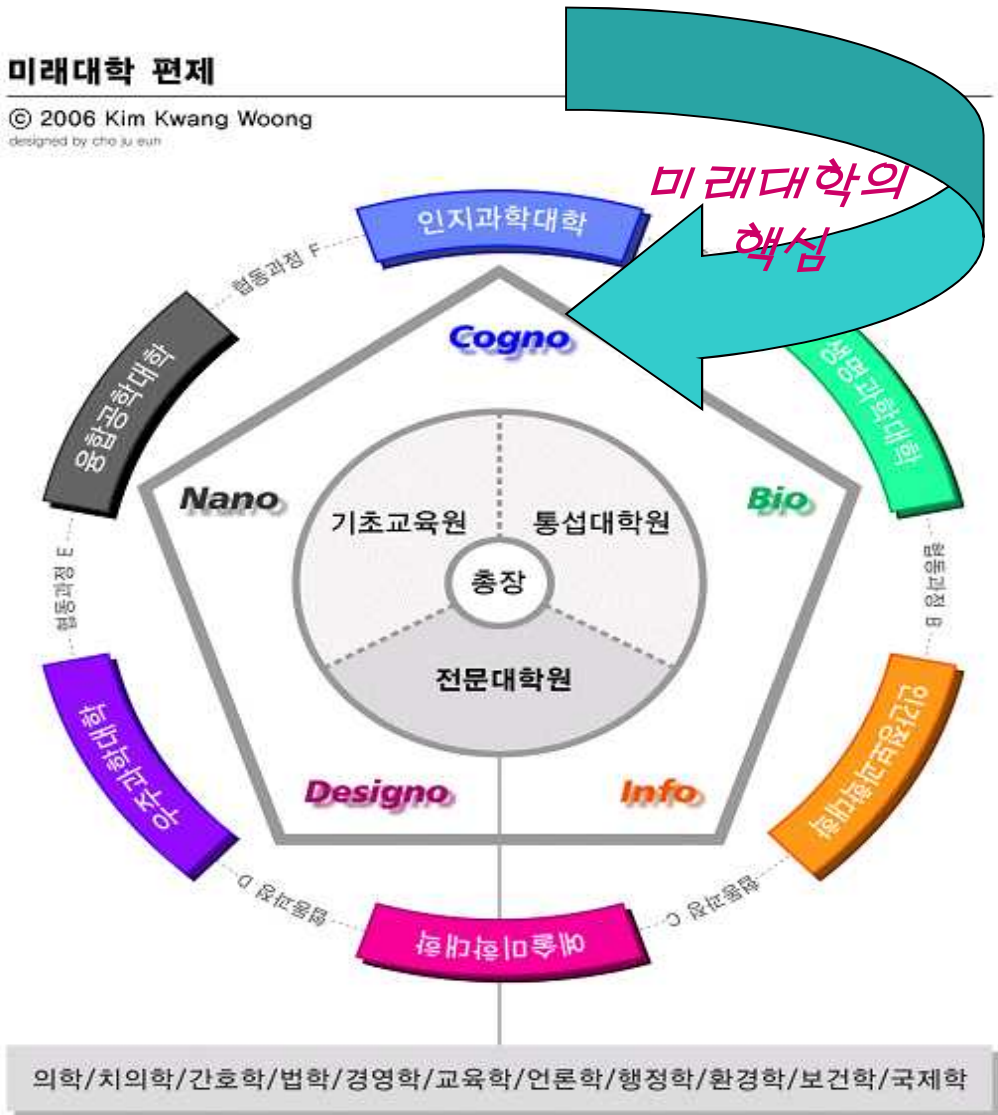 미래대학 편제
© 2006 Kim Kwang Woong
designed by cho ju eun
미래대학의
핵심
인지과학대학
협동과정 F
융합공학대학
생명과학대학
Cogno
Nano
Bio
기초교육원
통섭대학원
총장
전문대학원
협동과정 E
협동과정 B
우주과학대학
인간정보과학대학
Designo
Info
협동과정 D
협동과정 C
예술미학대학
의학/치의학/간호학/법학/경영학/교육학/언론학/행정학/환경학/보건학/국제학